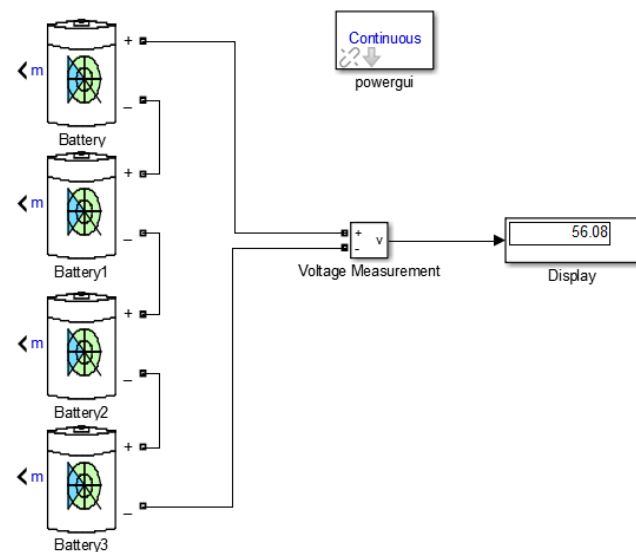 +
m
_
Battery
+
m
_
Battery1
+
m
_
Battery2
+
m
_
Battery3
Continuous
powergui
+
v
-
Voltage Measurement
56.08
Display